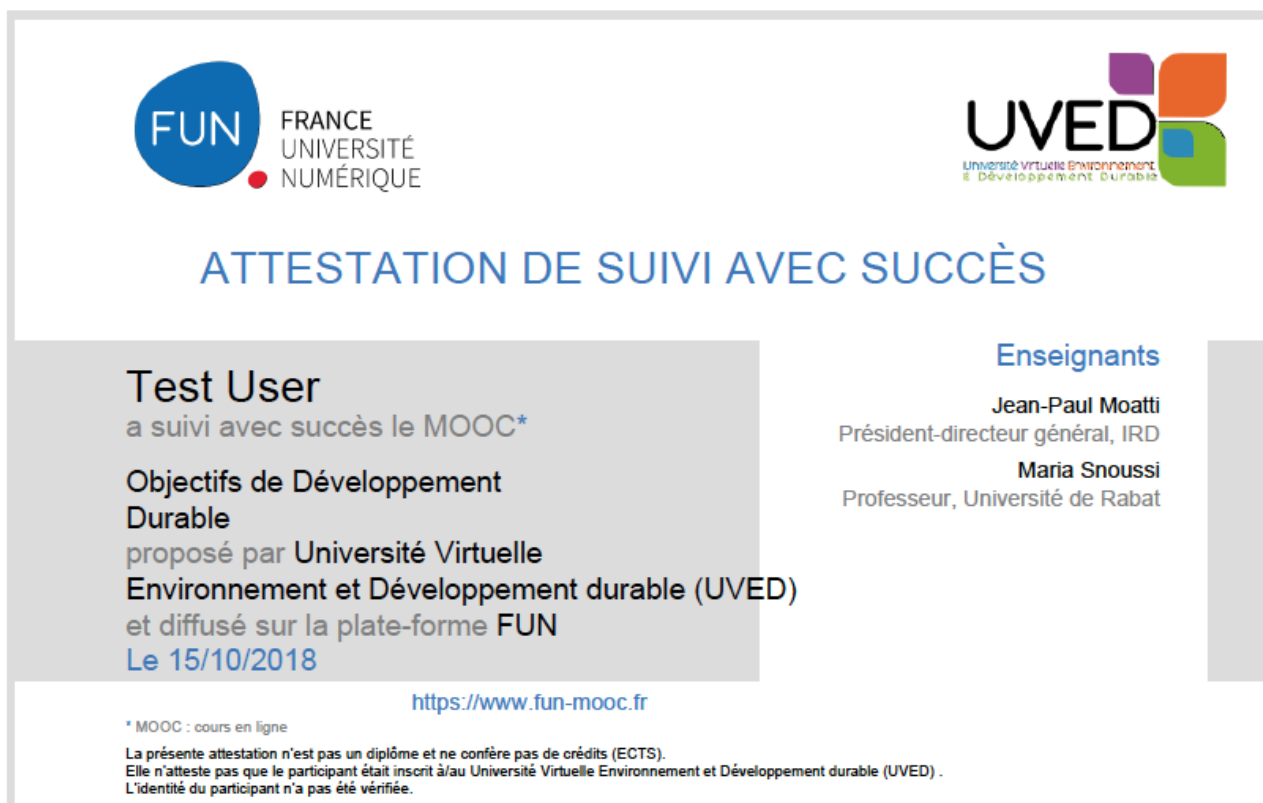 FUN
FRANCE
UNIVERSITÉ
NUMÉRIQUE
UVED
Université Virtuelle Environnement
& Développement Durable
ATTESTATION DE SUIVI AVEC SUCCÈS
Test User
a suivi avec succès le MOOC*
Objectifs de Développement
Durable
proposé par Université Virtuelle
Environnement et Développement durable (UVED)
et diffusé sur la plate-forme FUN
Le 15/10/2018
Enseignants
Jean-Paul Moatti
Président-directeur général, IRD
Maria Snoussi
Professeur, Université de Rabat
https://www.fun-mooc.fr
* MOOC : cours en ligne
La présente attestation n'est pas un diplôme et ne confère pas de crédits (ECTS).
Elle n'atteste pas que le participant était inscrit à/au Université Virtuelle Environnement et Développement durable (UVED) .
L'identité du participant n'a pas été vérifiée.